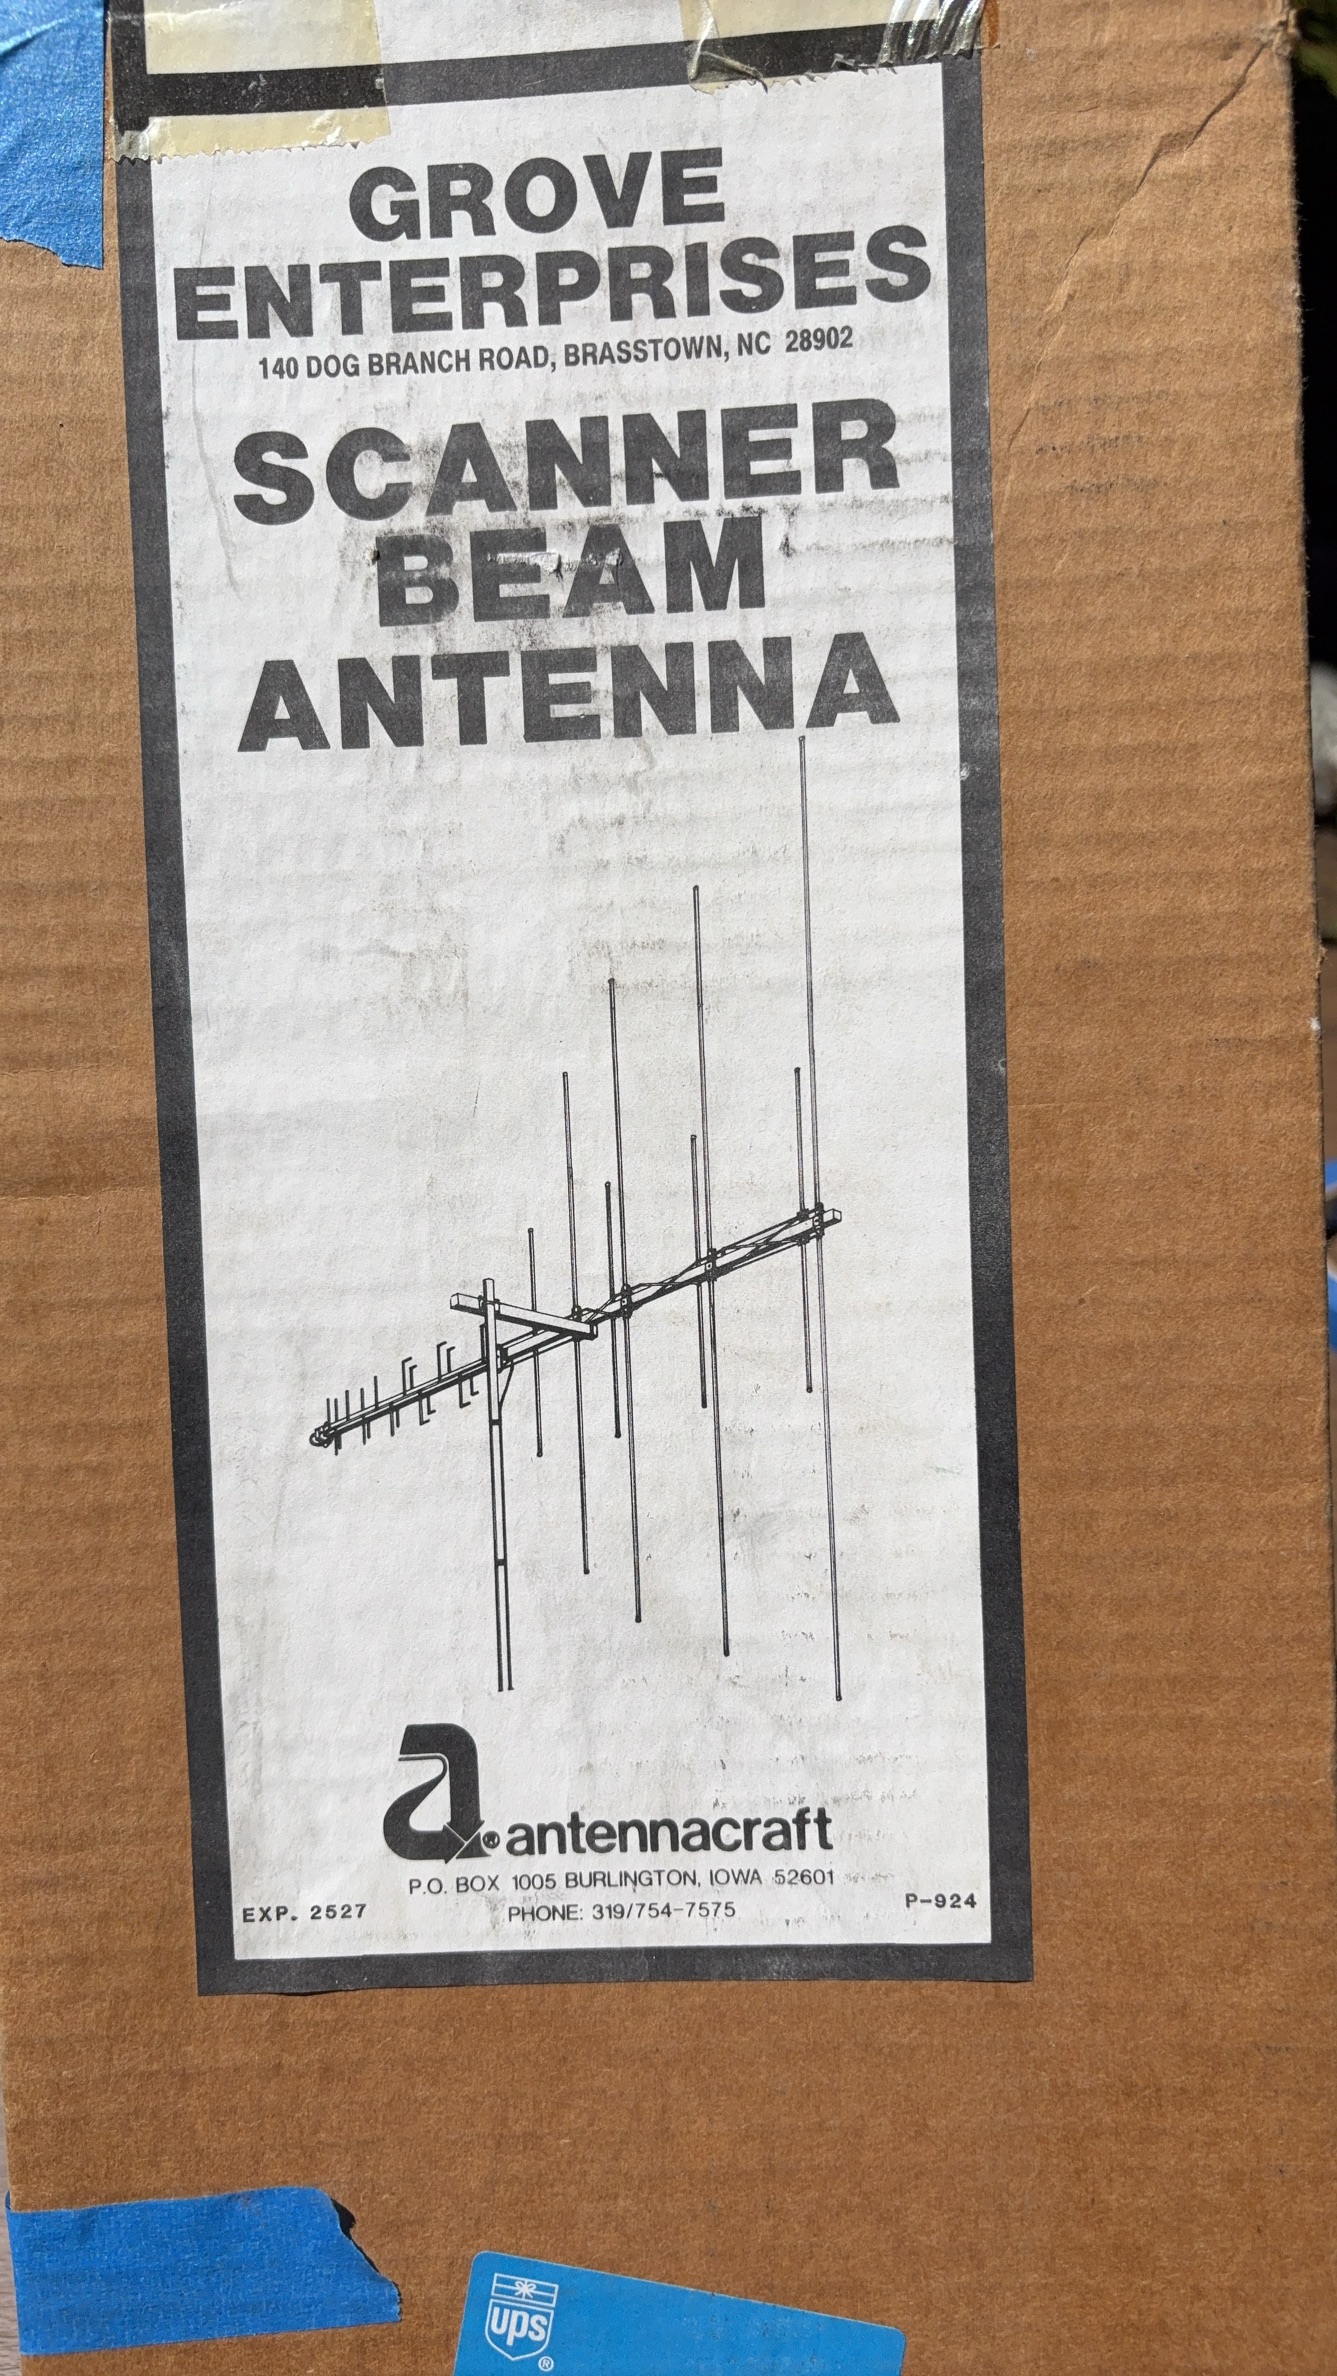 GROVE
ENTERPRISES
140 DOG BRANCH ROAD, BRASSTOWN, NC 28902
SCANNER
BEAM
ANTENNA
a® antennacraft
P.O. BOX 1005 BURLINGTON, IOWA 52601
EXP. 2527 PHONE: 319/754-7575 P-924
ups
®